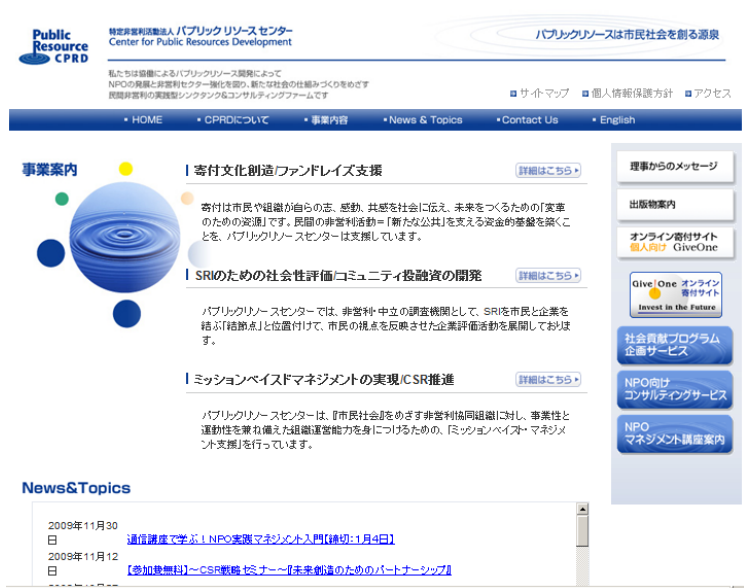 Public
Resource
CPRD
特定非営利活動法人 パブリック リソース センター
Center for Public Resources Development
パブリックリソースは市民社会を創る源泉
私たちは協働によるパブリックリソース開発によって
NPOの発展と非営利セクター強化を図り、新たな社会の仕組みづくりをめざす
民間非営利の実践型シンクタンク&コンサルティングファームです
サイトマップ
個人情報保護方針
アクセス
HOME
CPRDについて
事業内容
News & Topics
Contact Us
English
事業案内
寄付文化創造/ファンドレイズ支援
詳細はこちら
寄付は市民や組織が自らの志、感動、共感を社会に伝え、未来をつくるための「変革
のための資源」です。民間の非営利活動=「新たな公共」を支える資金的基盤を築くこ
とを、パブリックリソースセンターは支援しています。
SRIのための社会性評価/コミュニティ投融資の開発
詳細はこちら
パブリックリソースセンターでは、非営利・中立の調査機関として、SRIを市民と企業を
結ぶ「結節点」と位置付けて、市民の視点を反映させた企業評価活動を展開しておりま
す。
ミッションベイスドマネジメントの実現/CSR推進
詳細はこちら
パブリックリソースセンターは、『市民社会』をめざす非営利協同組織に対し、事業性と
運動性を兼ね備えた組織運営能力を身につけるための、「ミッションベイスト・マネジメ
ント支援」を行っています。
理事からのメッセージ
出版物案内
オンライン寄付サイト
個人向け GiveOne
Give One オンライン
寄付サイト
Invest in the Future
社会貢献プログラム
企画サービス
NPO向け
コンサルティングサービス
NPO
マネジメント講座案内
News&Topics
2009年11月30
日
通信講座で学ぶ!NPO実践マネジメント入門【締切:1月4日】
2009年11月12
日
【参加費無料】~CSR戦略セミナー~『未来創造のためのパートナーシップ』